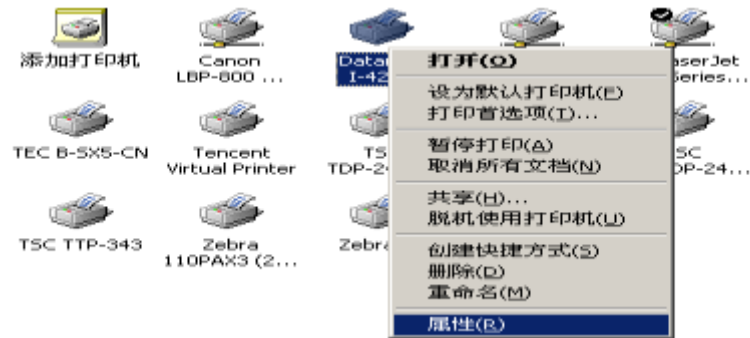 添加打印机
Canon
LBP-800 ...
Datam
I-42
aserJet
Series...
打开(O)
设为默认打印机(F)
打印首选项(I)...
暂停打印(A)
取消所有文档(N)
共享(H)...
脱机使用打印机(U)
创建快捷方式(S)
删除(D)
重命名(M)
属性(R)
TEC B-SX5-CN
Tencent
Virtual Printer
TS
TDP-24
SC
DP-24...
TSC TTP-343
Zebra
110PAX3 (2...
Zebra